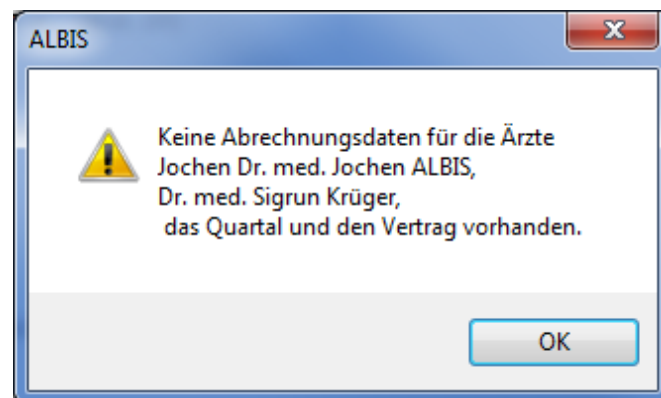 ALBIS
Keine Abrechnungsdaten für die Ärzte
Jochen Dr. med. Jochen ALBIS,
Dr. med. Sigrun Krüger,
das Quartal und den Vertrag vorhanden.
OK